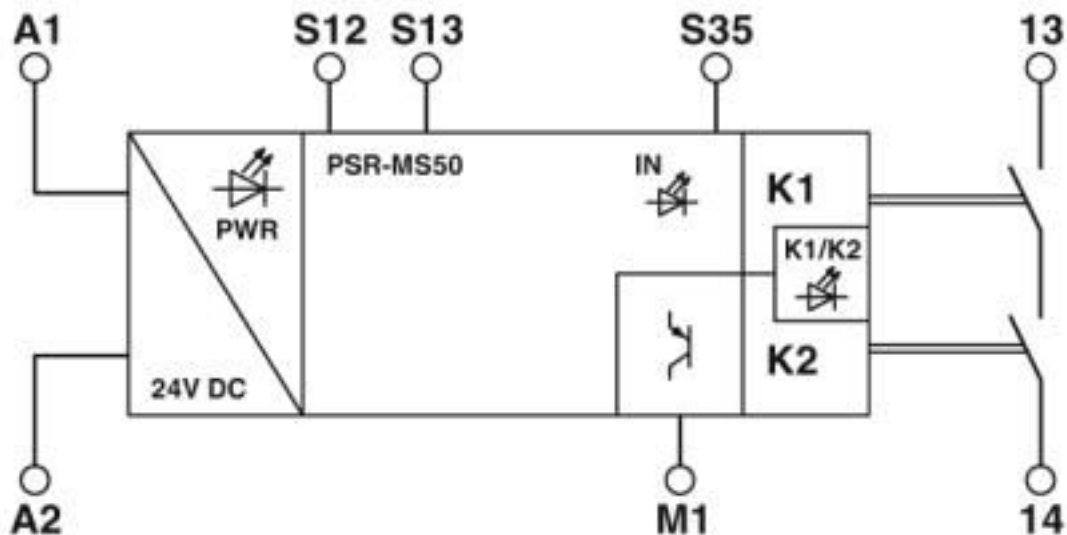 A1
S12 S13
S35
13
PSR-MS50
IN
K1
PWR
K1/K2
24V DC
K2
A2
M1
14